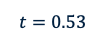 t = 0.53